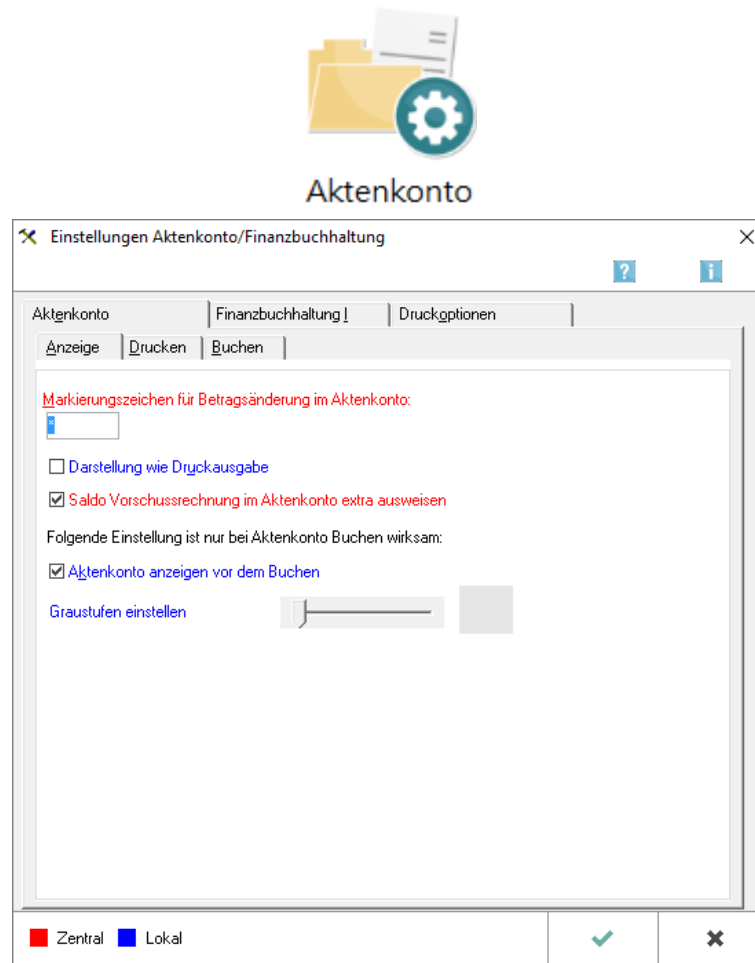 Aktenkonto
Einstellungen Aktenkonto/Finanzbuchhaltung
? i
Aktenkonto Finanzbuchhaltung I Druckoptionen
Anzeige Drucken Buchen
Markierungszeichen für Betragsänderung im Aktenkonto:
*
Darstellung wie Druckausgabe
Saldo Vorschussrechnung im Aktenkonto extra ausweisen
Folgende Einstellung ist nur bei Aktenkonto Buchen wirksam:
Aktenkonto anzeigen vor dem Buchen
Graustufen einstellen
Zentral Lokal